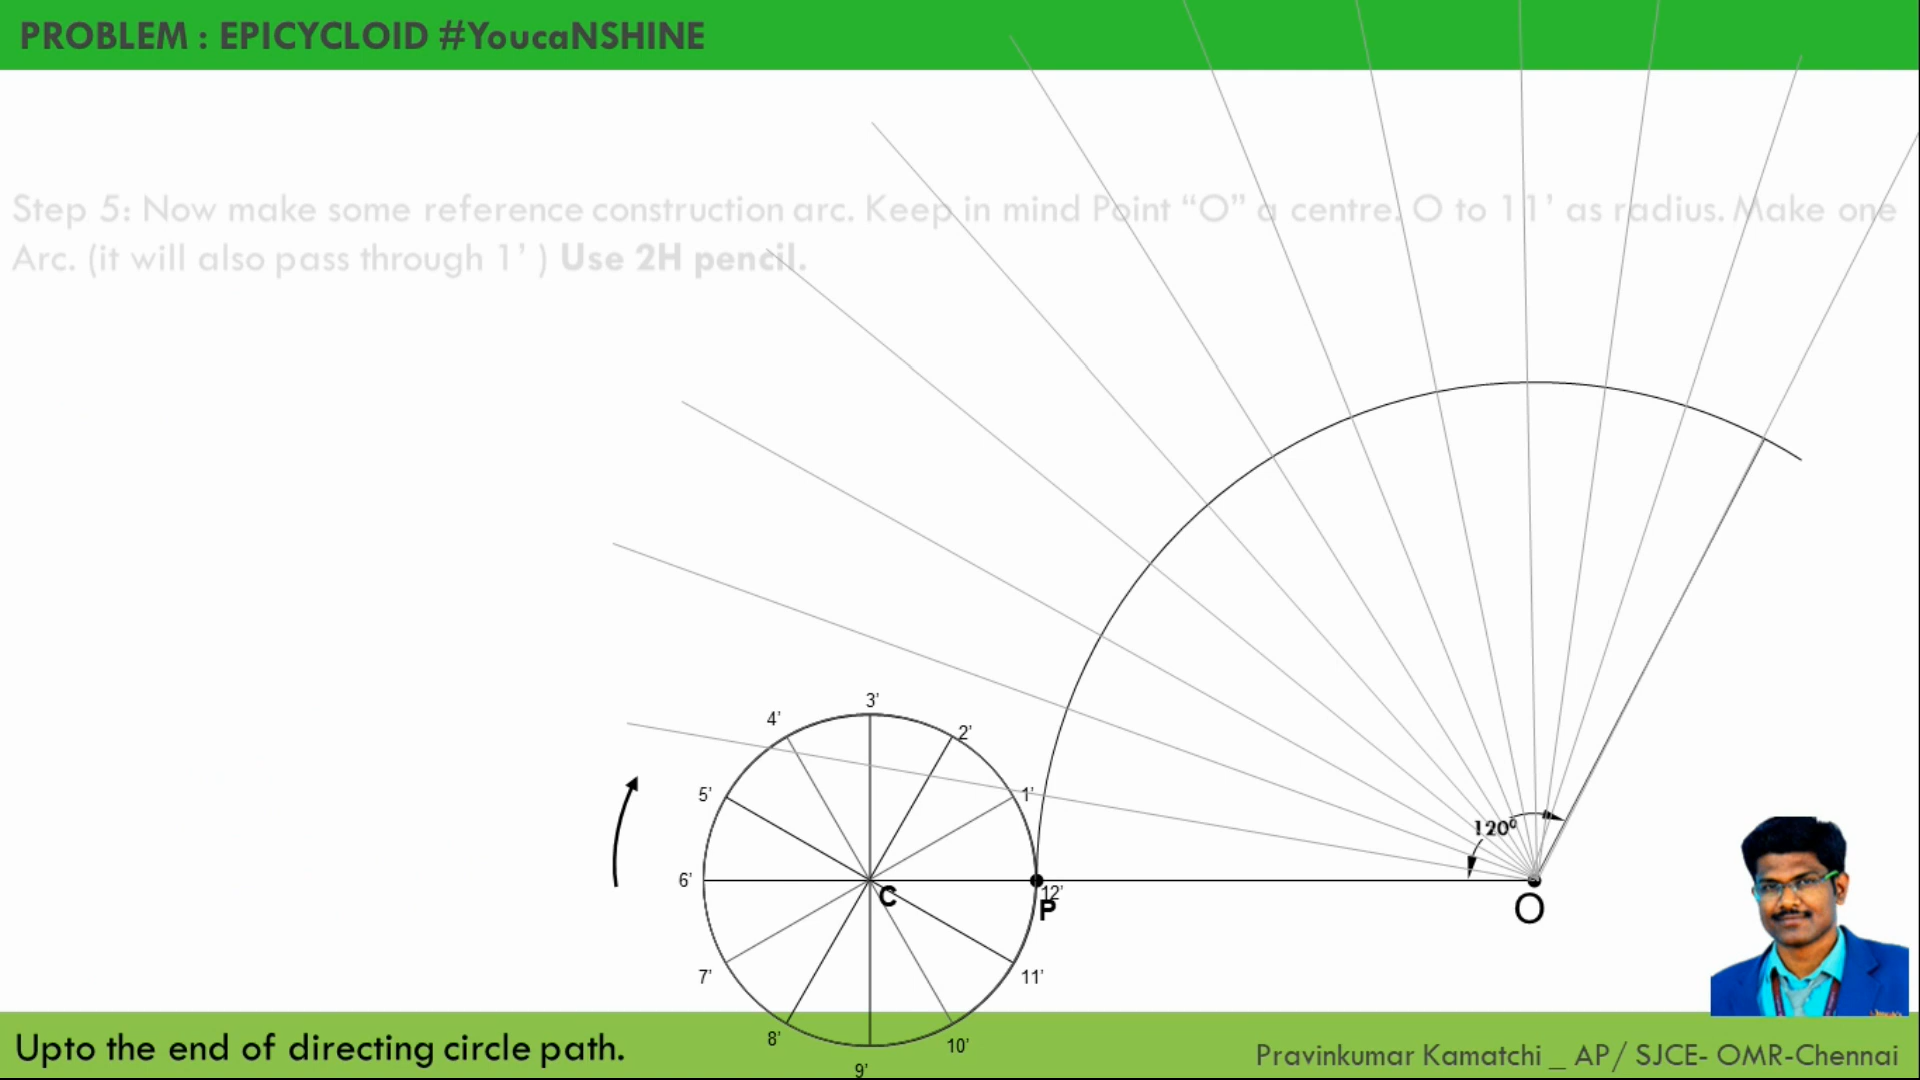 PROBLEM : EPICYCLOID #YoucaNSHINE
Step 5: Now make some reference construction arc. Keep in mind Point “O” a centre. O to 11’ as radius. Make one
Arc. (it will also pass through 1’ ) Use 2H pencil.
3’
4’
2’
5’
1’
120⁰
6’
C
12’
P
O
7’
11’
8’
10’
9’
Upto the end of directing circle path.
Pravinkumar Kamatchi _ AP/ SJCE- OMR-Chennai